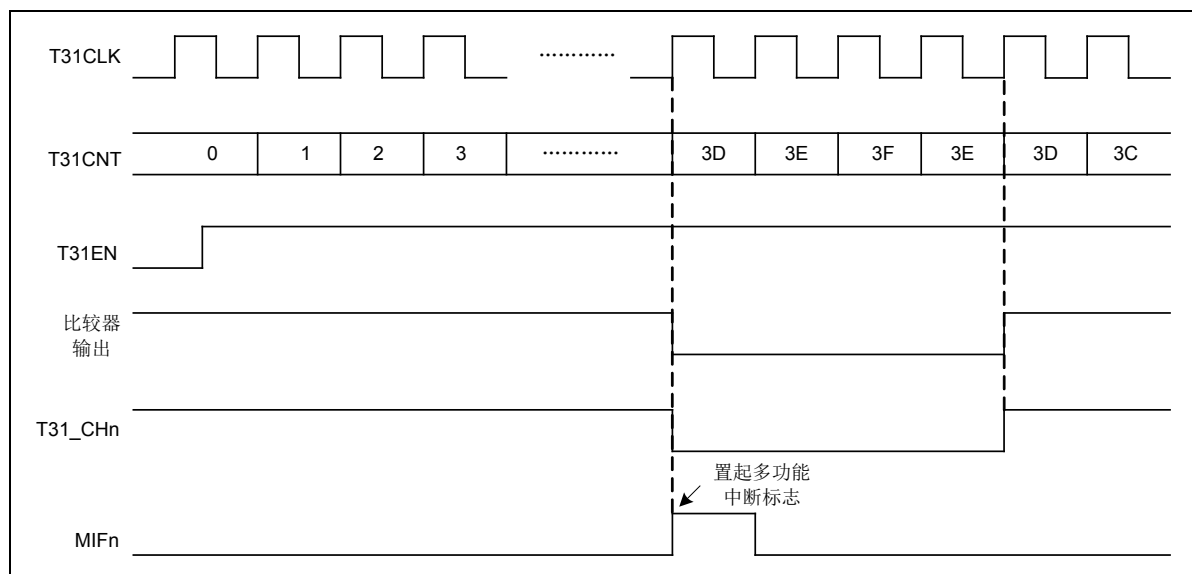 T31CLK
…………
T31CNT
0 1 2 3 ………… 3D 3E 3F 3E 3D 3C
T31EN
比较器
输出
T31_CHn
置起多功能
中断标志
MIFn